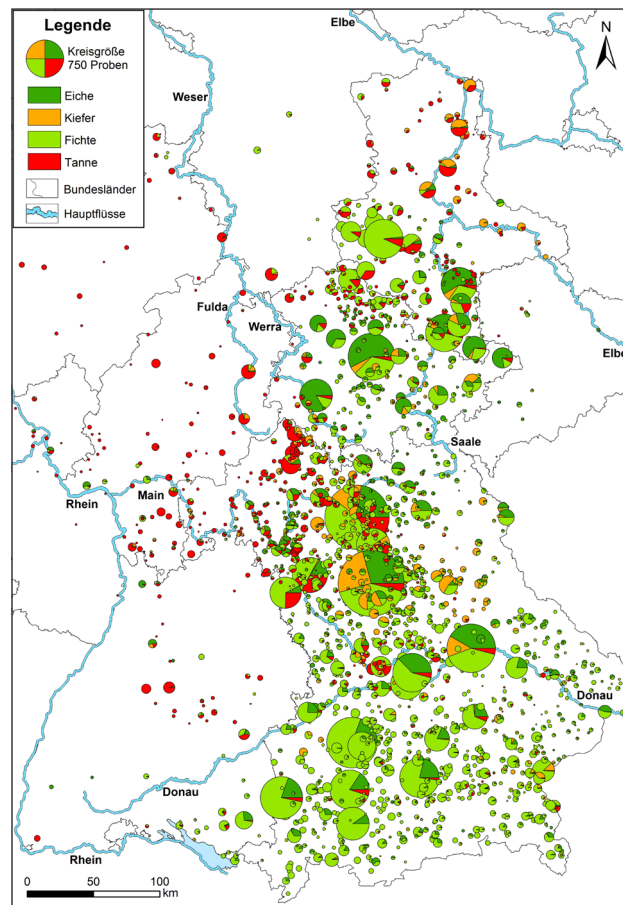 Legende
Kreisgröße
750 Proben
Eiche
Kiefer
Fichte
Tanne
Bundesländer
Hauptflüsse
Elbe
N
Weser
Fulda
Werra
Elbe
Saale
Rhein
Main
Donau
Donau
Rhein
0 50 100
km